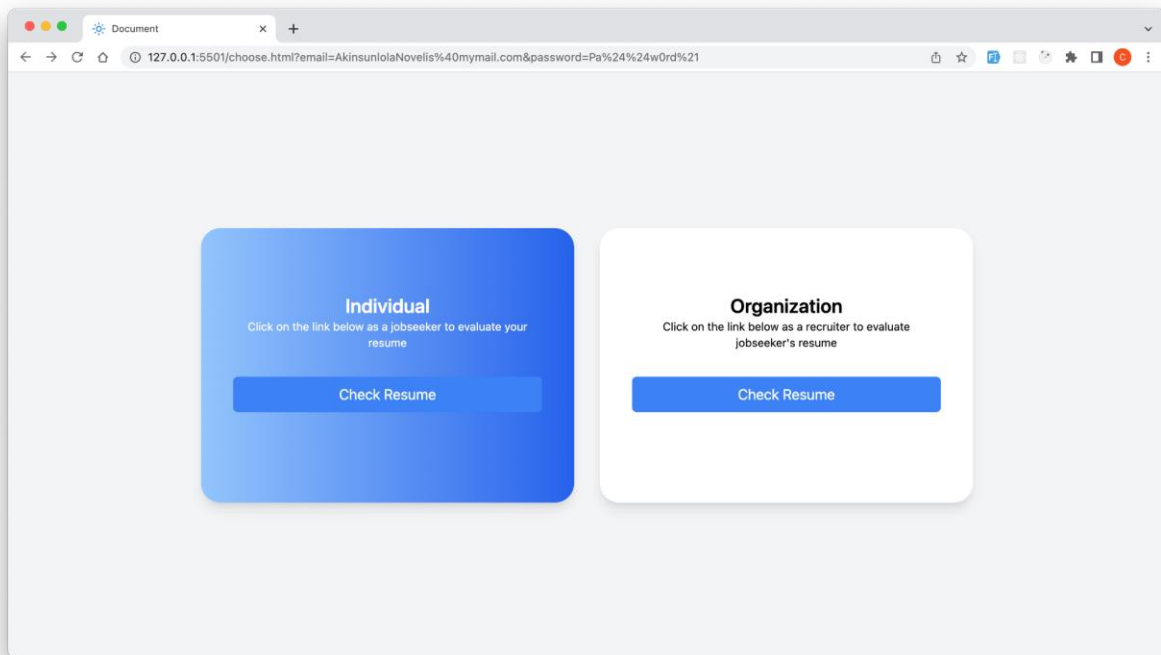 Document
127.0.0.1:5501/choose.html?email=AkinsunlolaNovelis%40mymail.com&password=Pa%24%24w0rd%21
C
Individual
Click on the link below as a jobseeker to evaluate your
resume
Check Resume
Organization
Click on the link below as a recruiter to evaluate
jobseeker's resume
Check Resume